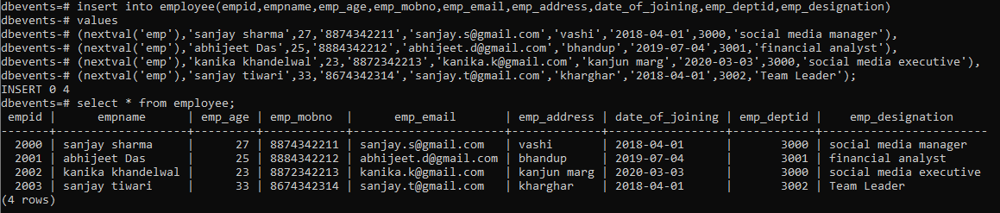 dbevents=# insert into employee(empid,empname,emp_age,emp_mobno,emp_email,emp_address,date_of_joining,emp_deptid,emp_designation)
dbevents-# values
dbevents-# (nextval('emp'),'sanjay sharma',27,'8874342211','sanjay.s@gmail.com','vashi','2018-04-01',3000,'social media manager'),
dbevents-# (nextval('emp'),'abhijeet Das',25,'8884342212','abhijeet.d@gmail.com','bhandup','2019-07-04',3001,'financial analyst'),
dbevents-# (nextval('emp'),'kanika khandelwal',23,'8872342213','kanika.k@gmail.com','kanjun marg','2020-03-03',3000,'social media executive'),
dbevents-# (nextval('emp'),'sanjay tiwari',33,'8674342314','sanjay.t@gmail.com','kharghar','2018-04-01',3002,'Team Leader');
INSERT 0 4
dbevents=# select * from employee;
 empid |      empname      | emp_age | emp_mobno  |      emp_email       | emp_address | date_of_joining | emp_deptid |    emp_designation
-------+-------------------+---------+------------+----------------------+-------------+-----------------+------------+------------------------
  2000 | sanjay sharma     |      27 | 8874342211 | sanjay.s@gmail.com   | vashi       | 2018-04-01      |       3000 | social media manager
  2001 | abhijeet Das      |      25 | 8884342212 | abhijeet.d@gmail.com | bhandup     | 2019-07-04      |       3001 | financial analyst
  2002 | kanika khandelwal |      23 | 8872342213 | kanika.k@gmail.com   | kanjun marg | 2020-03-03      |       3000 | social media executive
  2003 | sanjay tiwari     |      33 | 8674342314 | sanjay.t@gmail.com   | kharghar    | 2018-04-01      |       3002 | Team Leader
(4 rows)